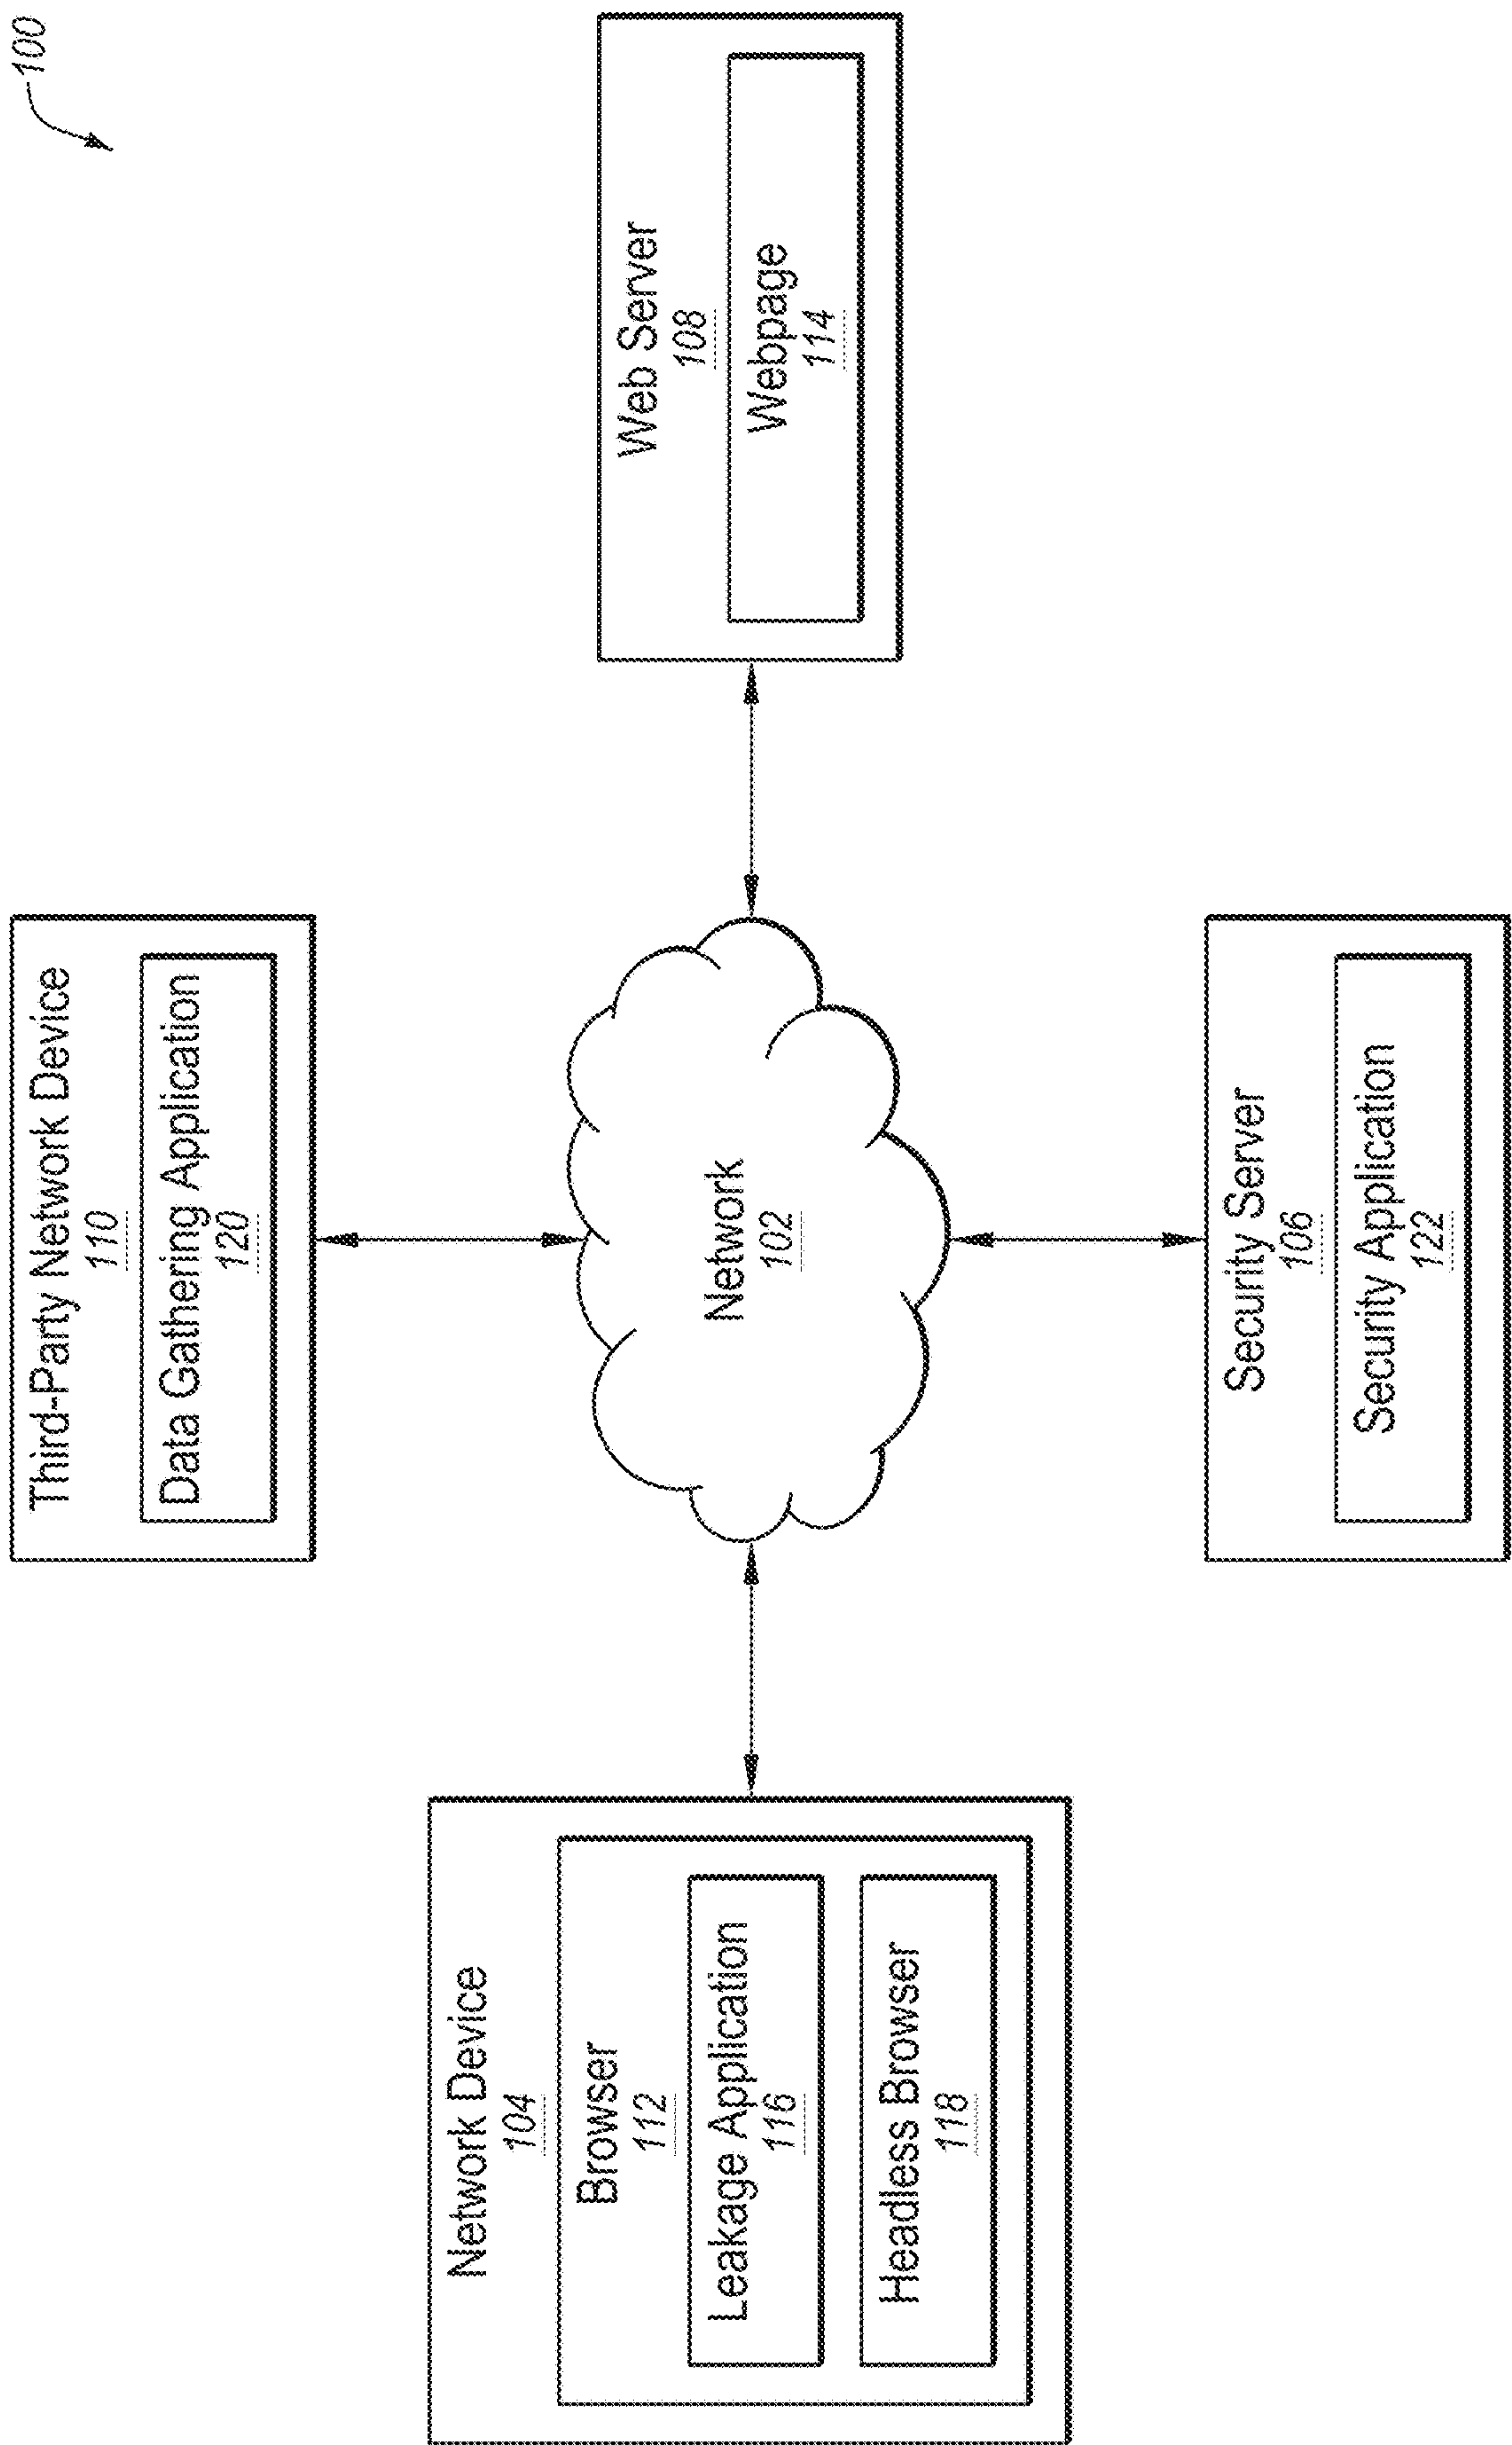 100
Third-Party Network Device
110
Data Gathering Application
120
Network Device
104
Browser
112
Leakage Application
116
Headless Browser
118
Network
102
Web Server
108
Webpage
114
Security Server
106
Security Application
122